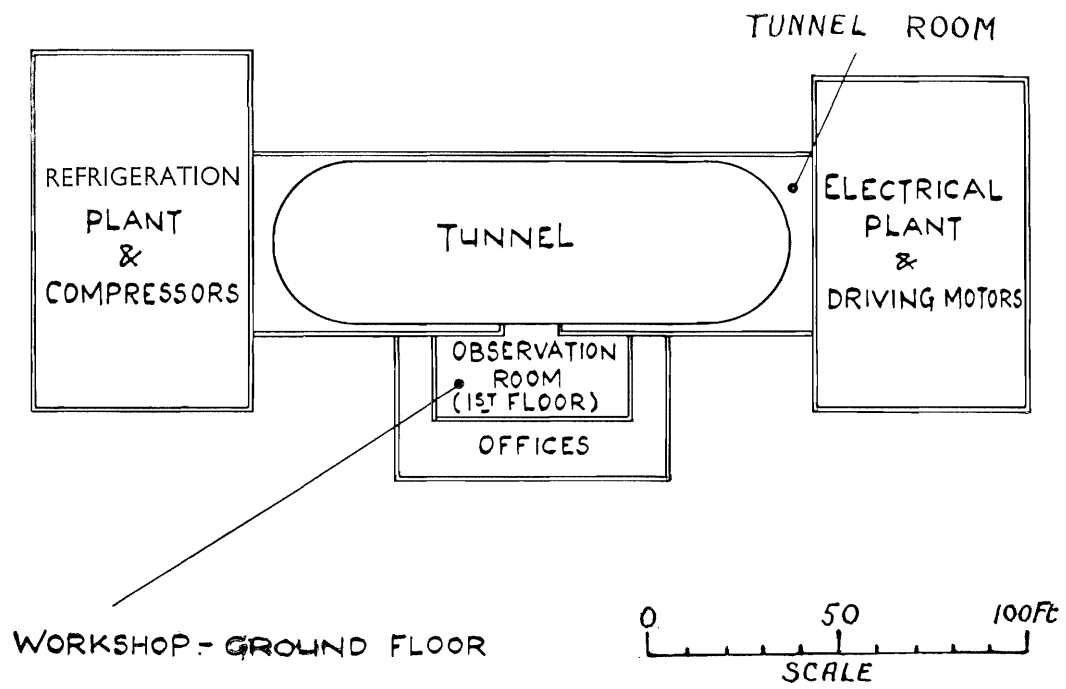 TUNNEL ROOM
REFRIGERATION
PLANT
&
COMPRESSORS
TUNNEL
ELECTRICAL
PLANT
&
DRIVING MOTORS
OBSERVATION
ROOM
(1ST FLOOR)
OFFICES
WORKSHOP - GROUND FLOOR
0 50 100Ft
SCALE